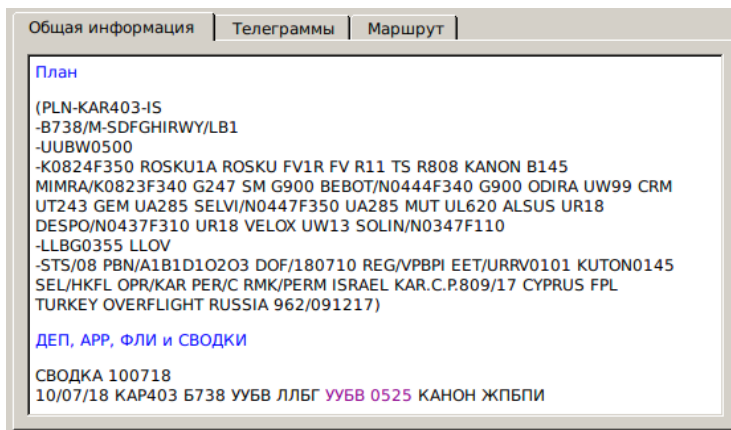 Общая информация Телеграммы Маршрут
План
(PLN-KAR403-IS
-B738/M-SDFGHIRWY/LB1
-UUBW0500
-K0824F350 ROSKU1A ROSKU FV1R FV R11 TS R808 KANON B145
MIMRA/K0823F340 G247 SM G900 BEBOT/N0444F340 G900 ODIRA UW99 CRM
UT243 GEM UA285 SELVI/N0447F350 UA285 MUT UL620 ALSUS UR18
DESPO/N0437F310 UR18 VELOX UW13 SOLIN/N0347F110
-LLBG0355 LLOV
-STS/08 PBN/A1B1D1O2O3 DOF/180710 REG/VPBPI EET/URRV0101 KUTON0145
SEL/HKFL OPR/KAR PER/C RMK/PERM ISRAEL KAR.C.P.809/17 CYPRUS FPL
TURKEY OVERFLIGHT RUSSIA 962/091217)
ДЕП, АРР, ФЛИ и СВОДКИ
СВОДКА 100718
10/07/18 КАР403 Б738 УУБВ ЛЛБГ УУБВ 0525 КАНОН ЖПБПИ